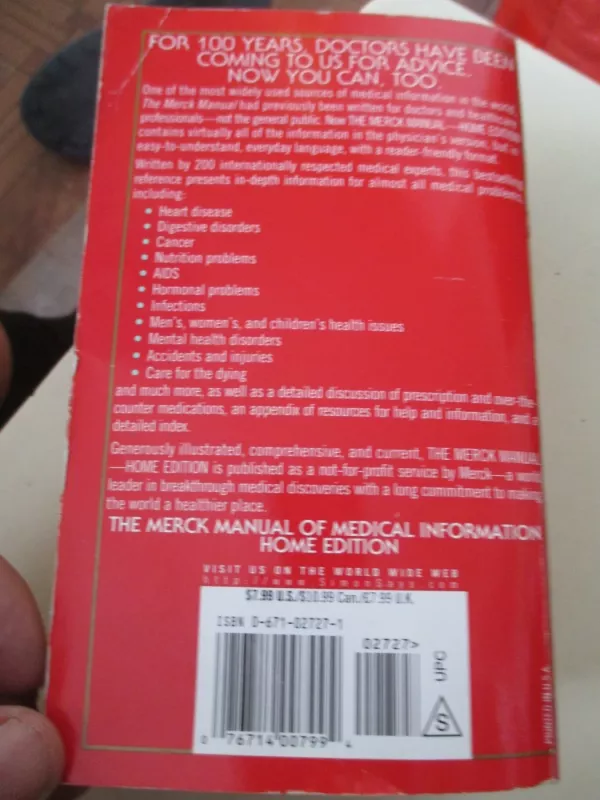 FOR 100 YEARS, DOCTORS HAVE BEEN
COMING TO US FOR ADVICE.
NOW YOU CAN, TOO.
One of the most widely used sources of medical information in the world,
The Merck Manual had previously been written for doctors and healthcare
professionals—not the general public. Now THE MERCK MANUAL—HOME EDITION
contains virtually all of the information in the physician's version, but in
easy-to-understand, everyday language, with a reader-friendly format.
Written by 200 internationally respected medical experts, this bestselling
reference presents in-depth information for almost all medical problems,
including:
• Heart disease
• Digestive disorders
• Cancer
• Nutrition problems
• AIDS
• Hormonal problems
• Infections
• Men's, women's, and children's health issues
• Mental health disorders
• Accidents and injuries
• Care for the dying
and much more, as well as a detailed discussion of prescription and over-the-
counter medications, an appendix of resources for help and information, and a
detailed index.
Generously illustrated, comprehensive, and current, THE MERCK MANUAL
—HOME EDITION is published as a not-for-profit service by Merck—a world
leader in breakthrough medical discoveries with a long commitment to making
the world a healthier place.
THE MERCK MANUAL OF MEDICAL INFORMATION
HOME EDITION
VISIT US ON THE WORLD WIDE WEB
http://www.SimonSays.com
$7.99 U.S./$10.99 Can./£7.99 U.K.
ISBN 0-671-02727-1
02727>
UPC
S
0 76714 00799 4
PRINTED IN U.S.A.